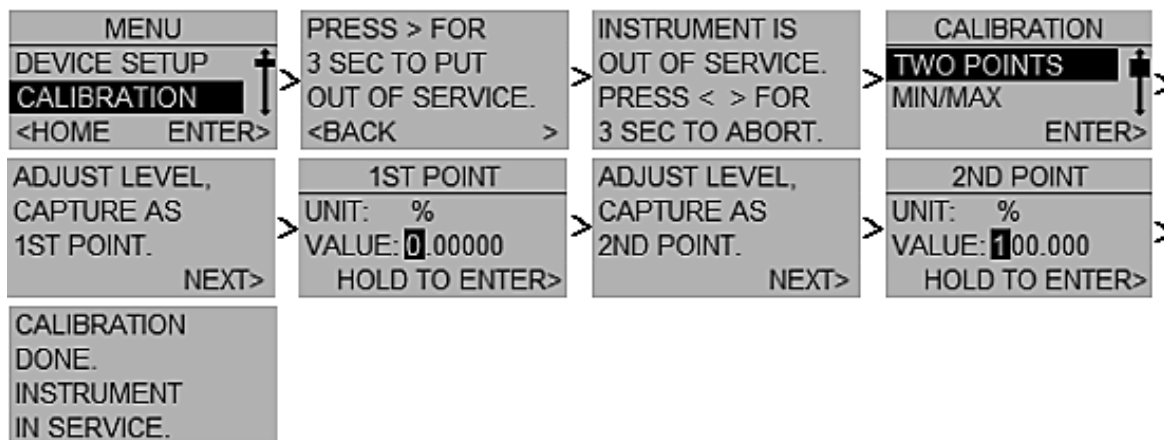 MENU
DEVICE SETUP
CALIBRATION
<HOME ENTER>
>
PRESS > FOR
3 SEC TO PUT
OUT OF SERVICE.
<BACK >
>
INSTRUMENT IS
OUT OF SERVICE.
PRESS < > FOR
3 SEC TO ABORT.
>
CALIBRATION
TWO POINTS
MIN/MAX
ENTER>
>
ADJUST LEVEL,
CAPTURE AS
1ST POINT.
NEXT>
>
1ST POINT
UNIT: %
VALUE: 0.00000
HOLD TO ENTER>
>
ADJUST LEVEL,
CAPTURE AS
2ND POINT.
NEXT>
>
2ND POINT
UNIT: %
VALUE: 100.000
HOLD TO ENTER>
>
CALIBRATION
DONE.
INSTRUMENT
IN SERVICE.